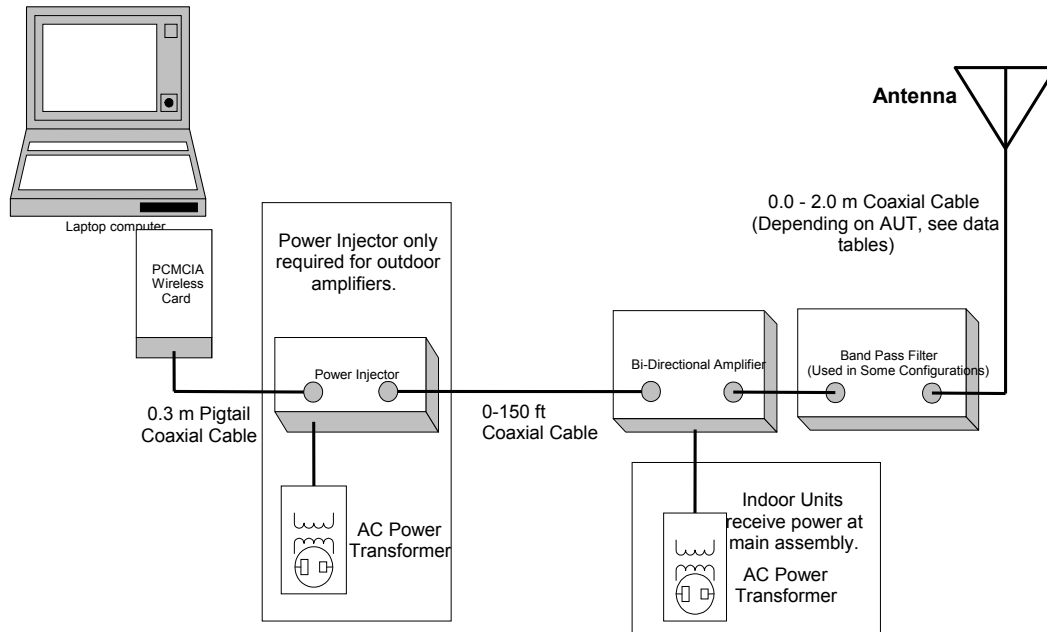 Antenna
Laptop computer
PCMCIA
Wireless
Card
Power Injector only
required for outdoor
amplifiers.
0.0 - 2.0 m Coaxial Cable
(Depending on AUT, see data
tables)
Power Injector
Bi-Directional Amplifier
Band Pass Filter
(Used in Some Configurations)
0.3 m Pigtail
Coaxial Cable
0-150 ft
Coaxial Cable
AC Power
Transformer
Indoor Units
receive power at
main assembly.
AC Power
Transformer